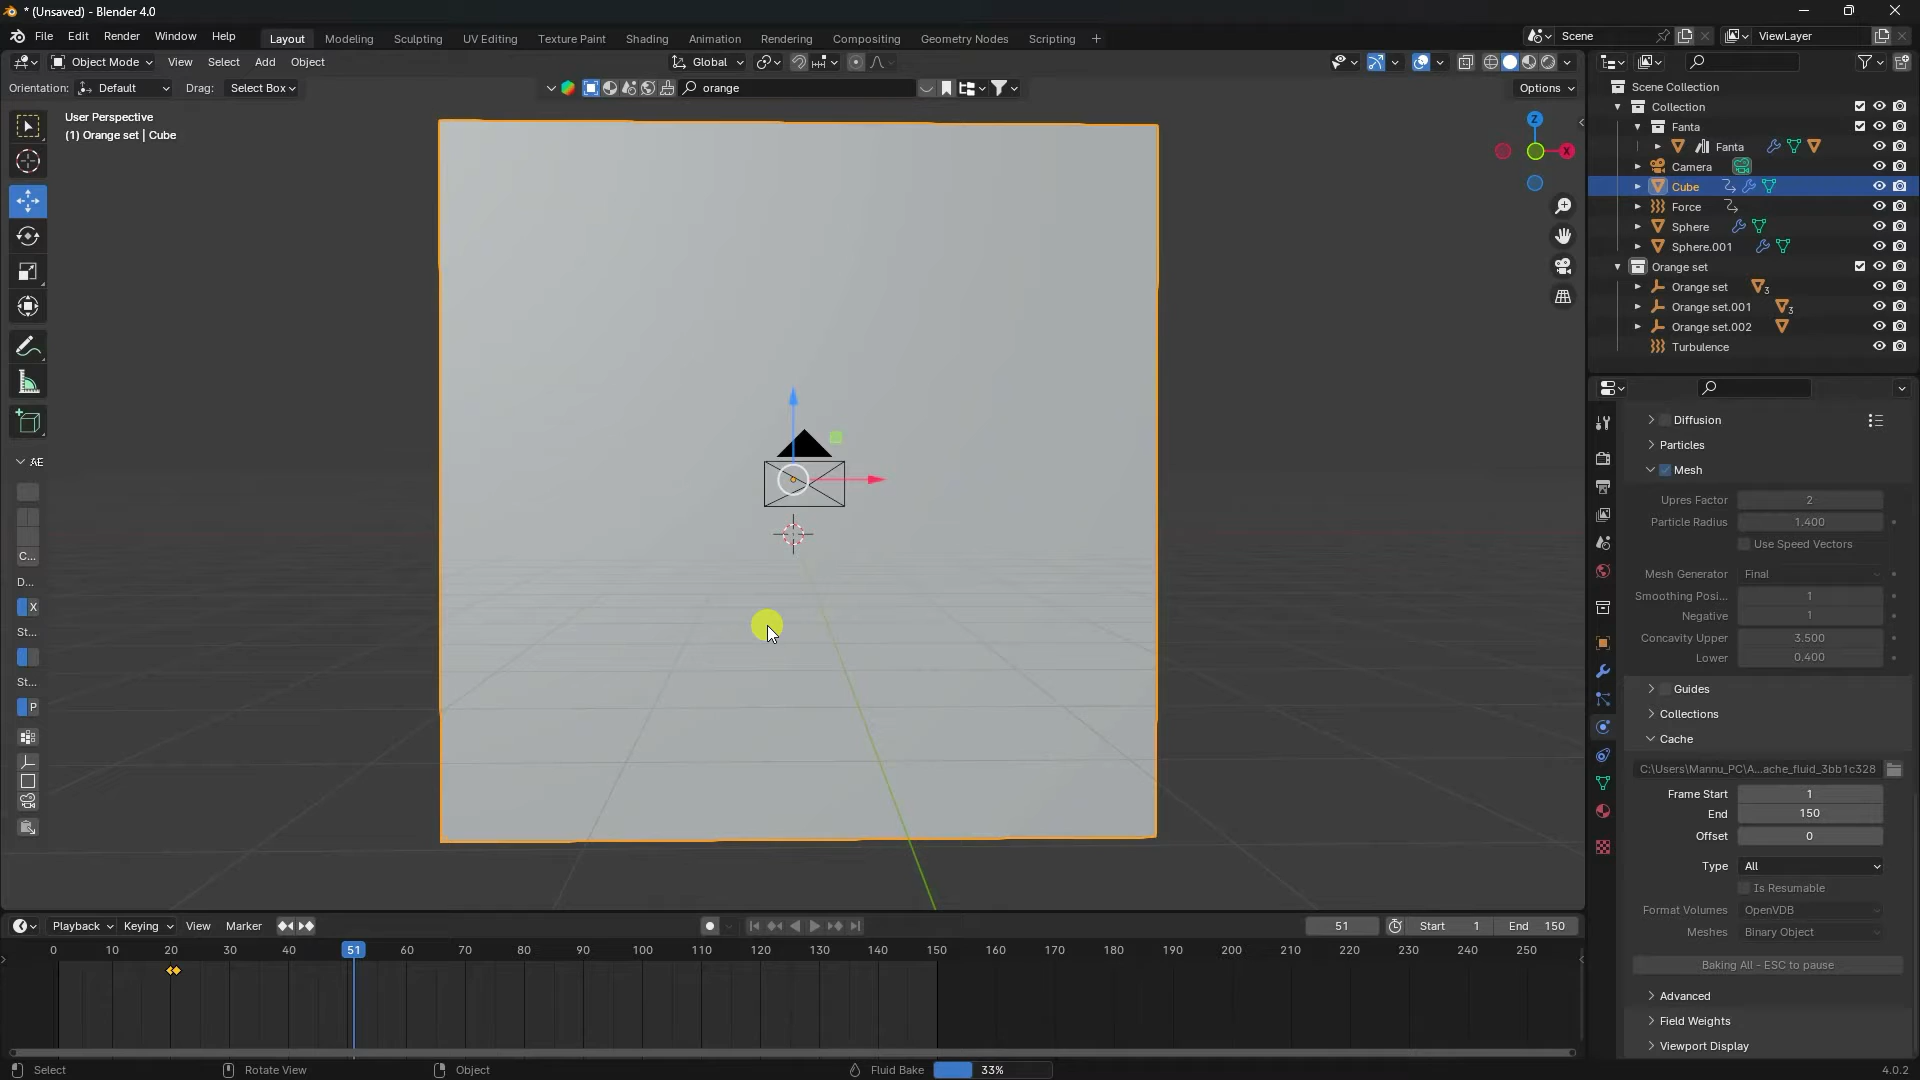 * (Unsaved) - Blender 4.0
File Edit Render Window Help Layout Modeling Sculpting UV Editing Texture Paint Shading Animation Rendering Compositing Geometry Nodes Scripting + Scene ViewLayer
Object Mode View Select Add Object Global
Orientation: Default Drag: Select Box orange Options
User Perspective
(1) Orange set | Cube
Z
X
AE
C...
D...
X
St...
St...
P
Scene Collection
Collection
Fanta
Fanta
Camera
Cube
Force
Sphere
Sphere.001
Orange set
Orange set 3
Orange set.001 3
Orange set.002
Turbulence
Diffusion
Particles
Mesh
Upres Factor 2
Particle Radius 1.400
Use Speed Vectors
Mesh Generator Final
Smoothing Posi... 1
Negative 1
Concavity Upper 3.500
Lower 0.400
Guides
Collections
Cache
C:\Users\Mannu_PC\A...ache_fluid_3bb1c328
Frame Start 1
End 150
Offset 0
Type All
Is Resumable
Format Volumes OpenVDB
Meshes Binary Object
Baking All - ESC to pause
Advanced
Field Weights
Viewport Display
Playback Keying View Marker 51 Start 1 End 150
0 10 20 30 40 51 60 70 80 90 100 110 120 130 140 150 160 170 180 190 200 210 220 230 240 250
Select Rotate View Object Fluid Bake 33% 4.0.2